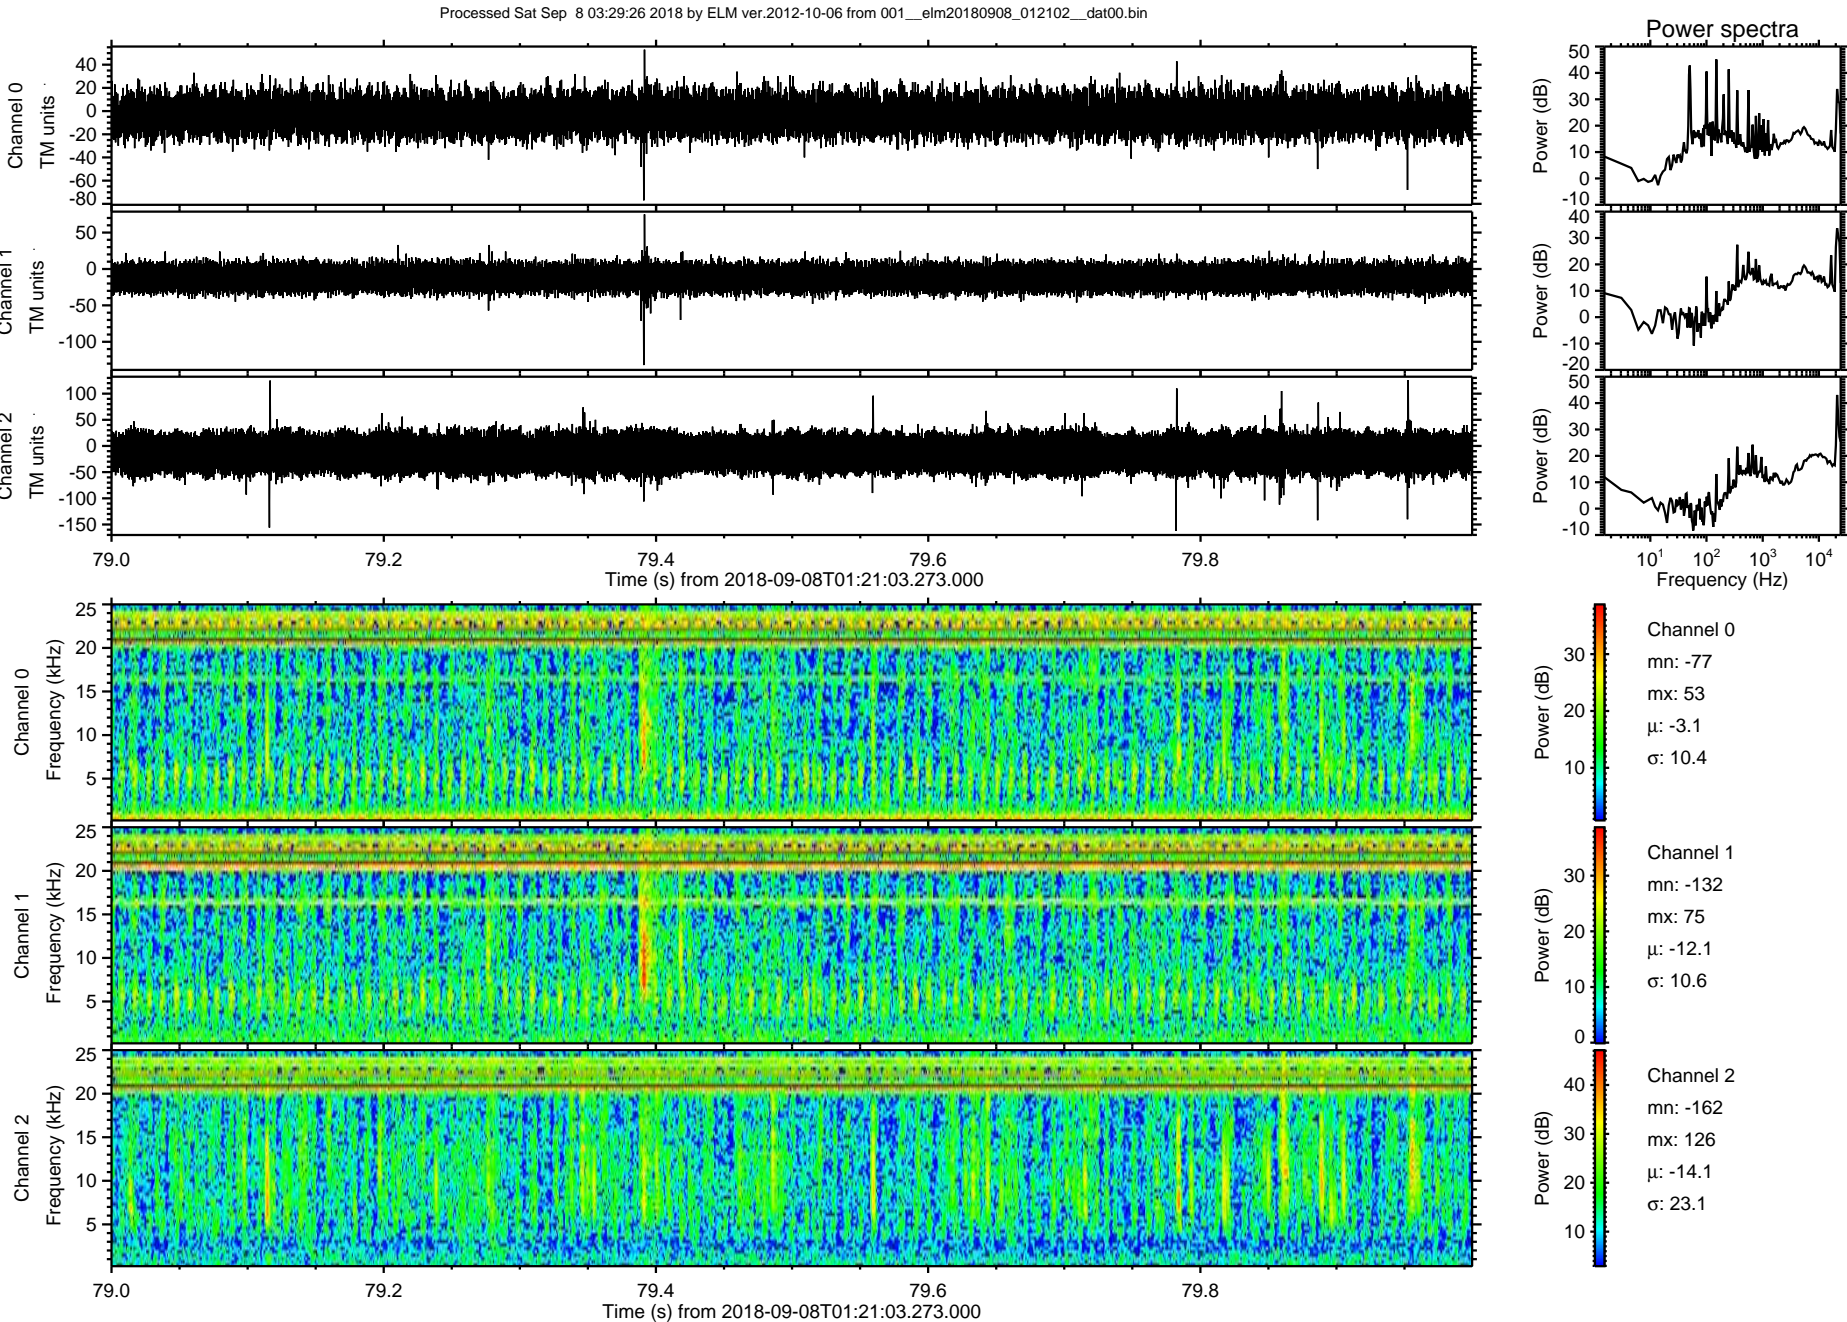 Processed Sat Sep 8 03:29:26 2018 by ELM ver.2012-10-06 from 001__elm20180908_012102__dat00.bin
Power spectra
Channel 0
TM units
40
20
0
-20
-40
-60
-80
Power (dB)
50
40
30
20
10
0
-10
Channel 1
TM units
50
0
-50
-100
Power (dB)
40
30
20
10
0
-10
-20
Channel 2
TM units
100
50
0
-50
-100
-150
Power (dB)
50
40
30
20
10
0
-10
79.0 79.2 79.4 79.6 79.8
Time (s) from 2018-09-08T01:21:03.273.000
10^1 10^2 10^3 10^4
Frequency (Hz)
Channel 0
Frequency (kHz)
25
20
15
10
5
Power (dB)
30
20
10
Channel 0
mn: -77
mx: 53
μ: -3.1
σ: 10.4
Channel 1
Frequency (kHz)
25
20
15
10
5
Power (dB)
30
20
10
0
Channel 1
mn: -132
mx: 75
μ: -12.1
σ: 10.6
Channel 2
Frequency (kHz)
25
20
15
10
5
Power (dB)
40
30
20
10
Channel 2
mn: -162
mx: 126
μ: -14.1
σ: 23.1
79.0 79.2 79.4 79.6 79.8
Time (s) from 2018-09-08T01:21:03.273.000